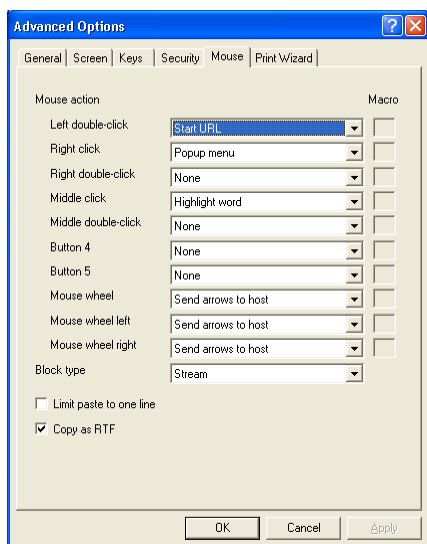 Advanced Options
General Screen Keys Security Mouse Print Wizard
Mouse action Macro
Left double-click Start URL
Right click Popup menu
Right double-click None
Middle click Highlight word
Middle double-click None
Button 4 None
Button 5 None
Mouse wheel Send arrows to host
Mouse wheel left Send arrows to host
Mouse wheel right Send arrows to host
Block type Stream
Limit paste to one line
Copy as RTF
OK Cancel Apply